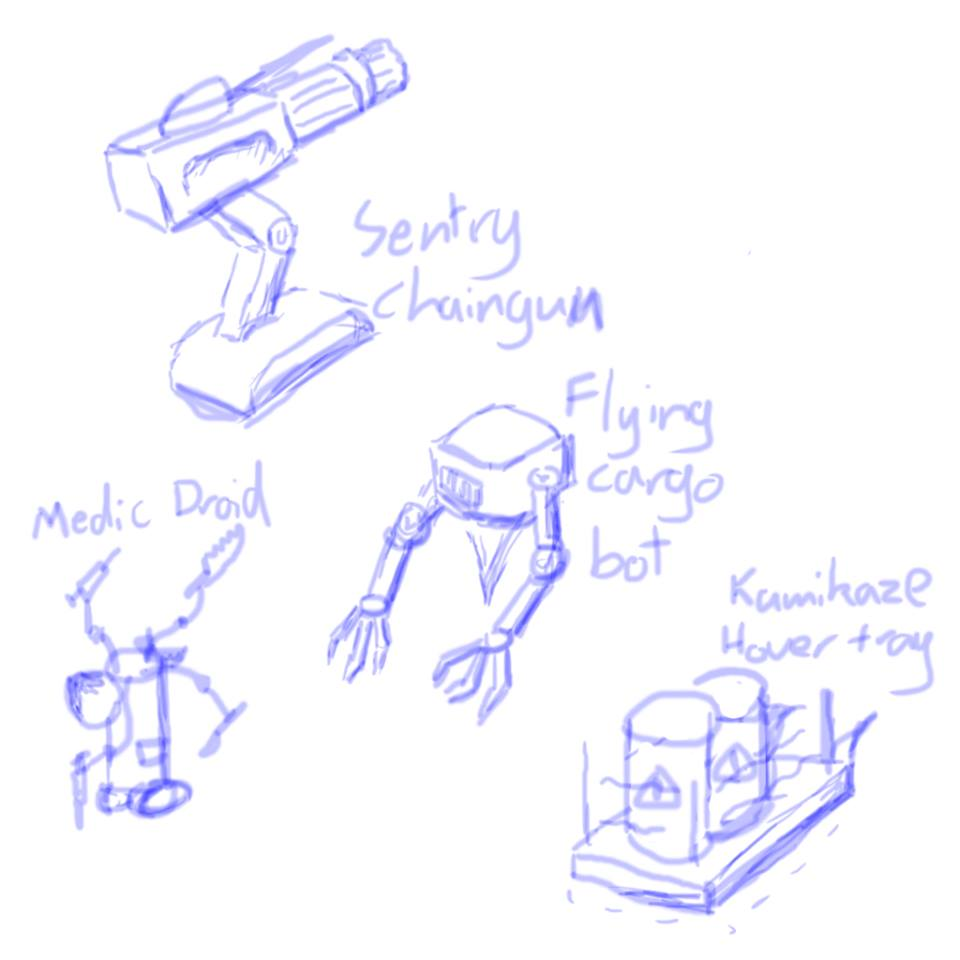 Sentry
Chaingun
Flying
cargo
bot
Medic Droid
Kamikaze
Hover tray